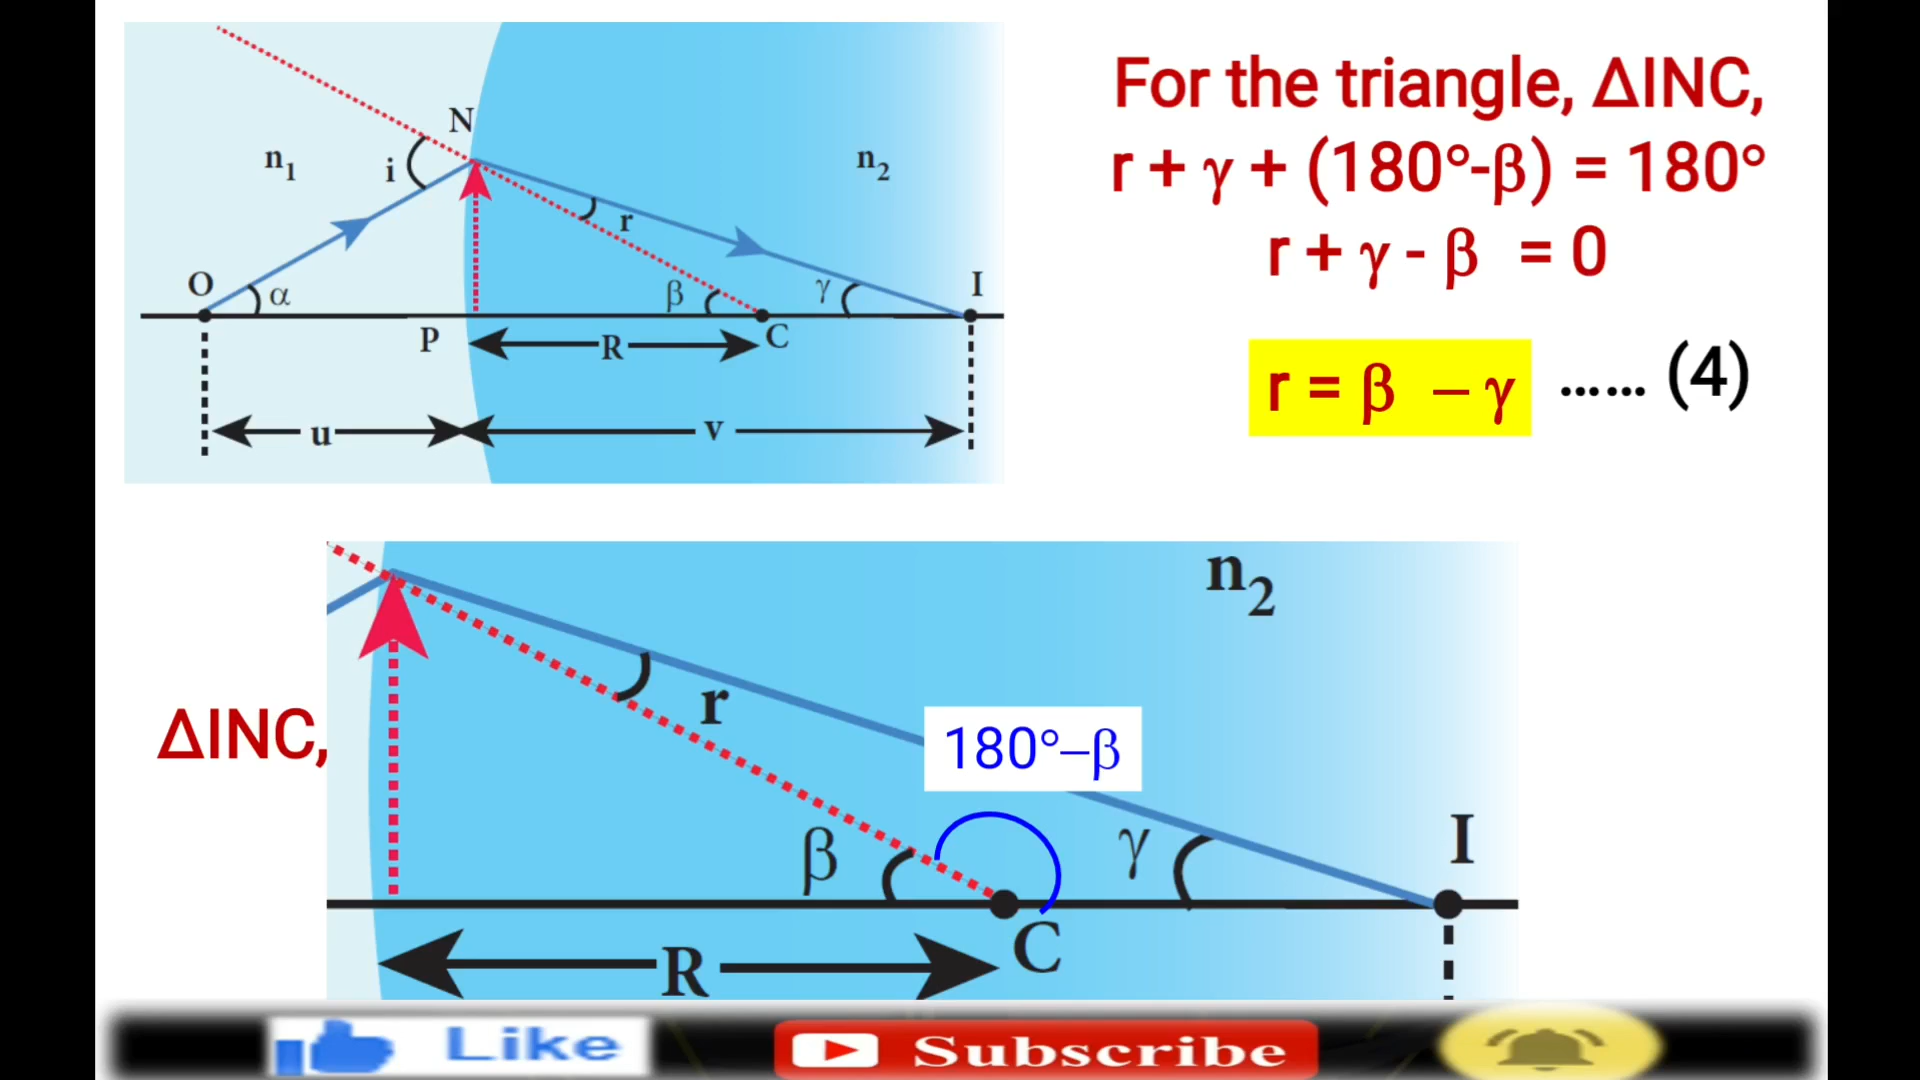 For the triangle, ΔINC,
r + γ + (180°-β) = 180°
r + γ - β = 0
r = β – γ …… (4)
N
n₁
i
n₂
r
O
α
β
γ
I
P
R
C
u
v
n₂
r
ΔINC,
180°–β
β
γ
I
C
R
Like
Subscribe